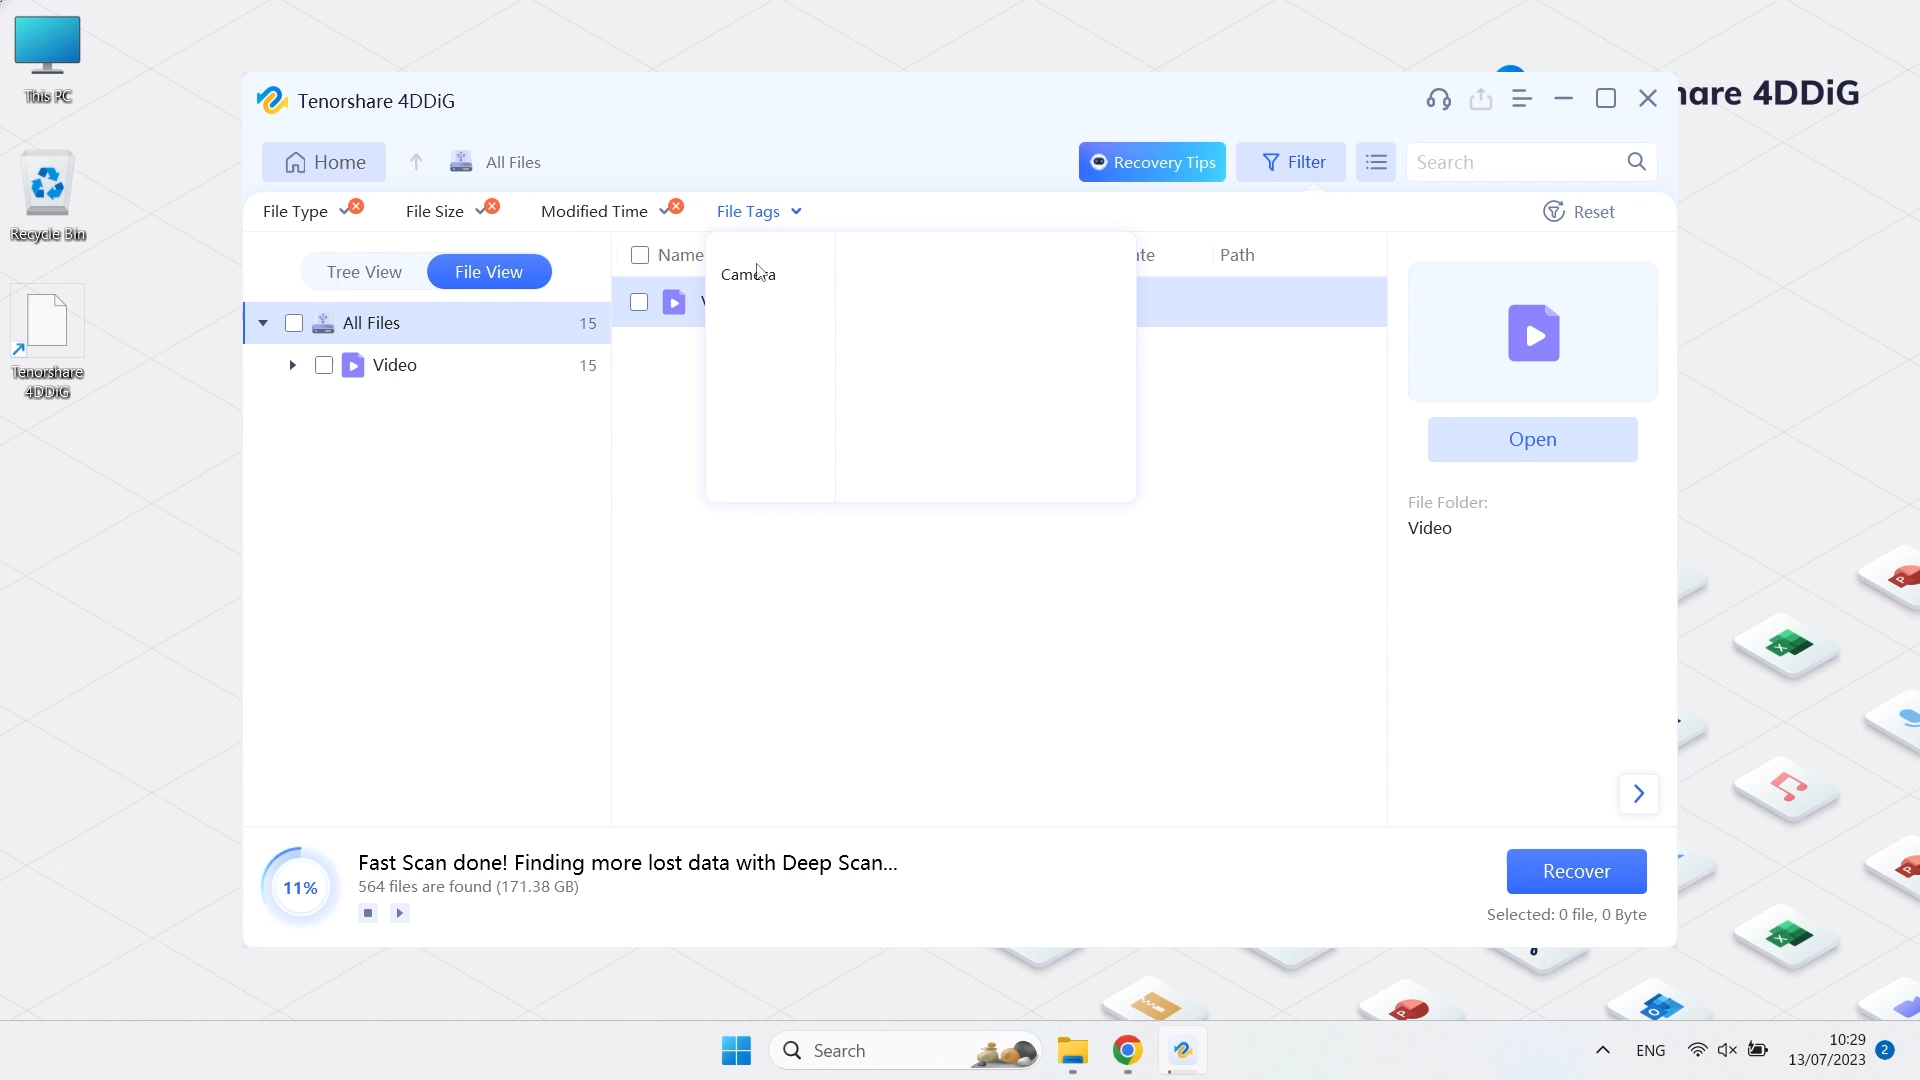 This PC
Recycle Bin
Tenorshare
4DDiG
hare 4DDiG
Tenorshare 4DDiG
Home
All Files
Recovery Tips
Filter
Search
File Type
File Size
Modified Time
File Tags
Reset
Tree View
File View
Name
Path
Camera
All Files 15
Video 15
Open
File Folder:
Video
11%
Fast Scan done! Finding more lost data with Deep Scan...
564 files are found (171.38 GB)
Recover
Selected: 0 file, 0 Byte
Search
ENG
10:29
13/07/2023
2